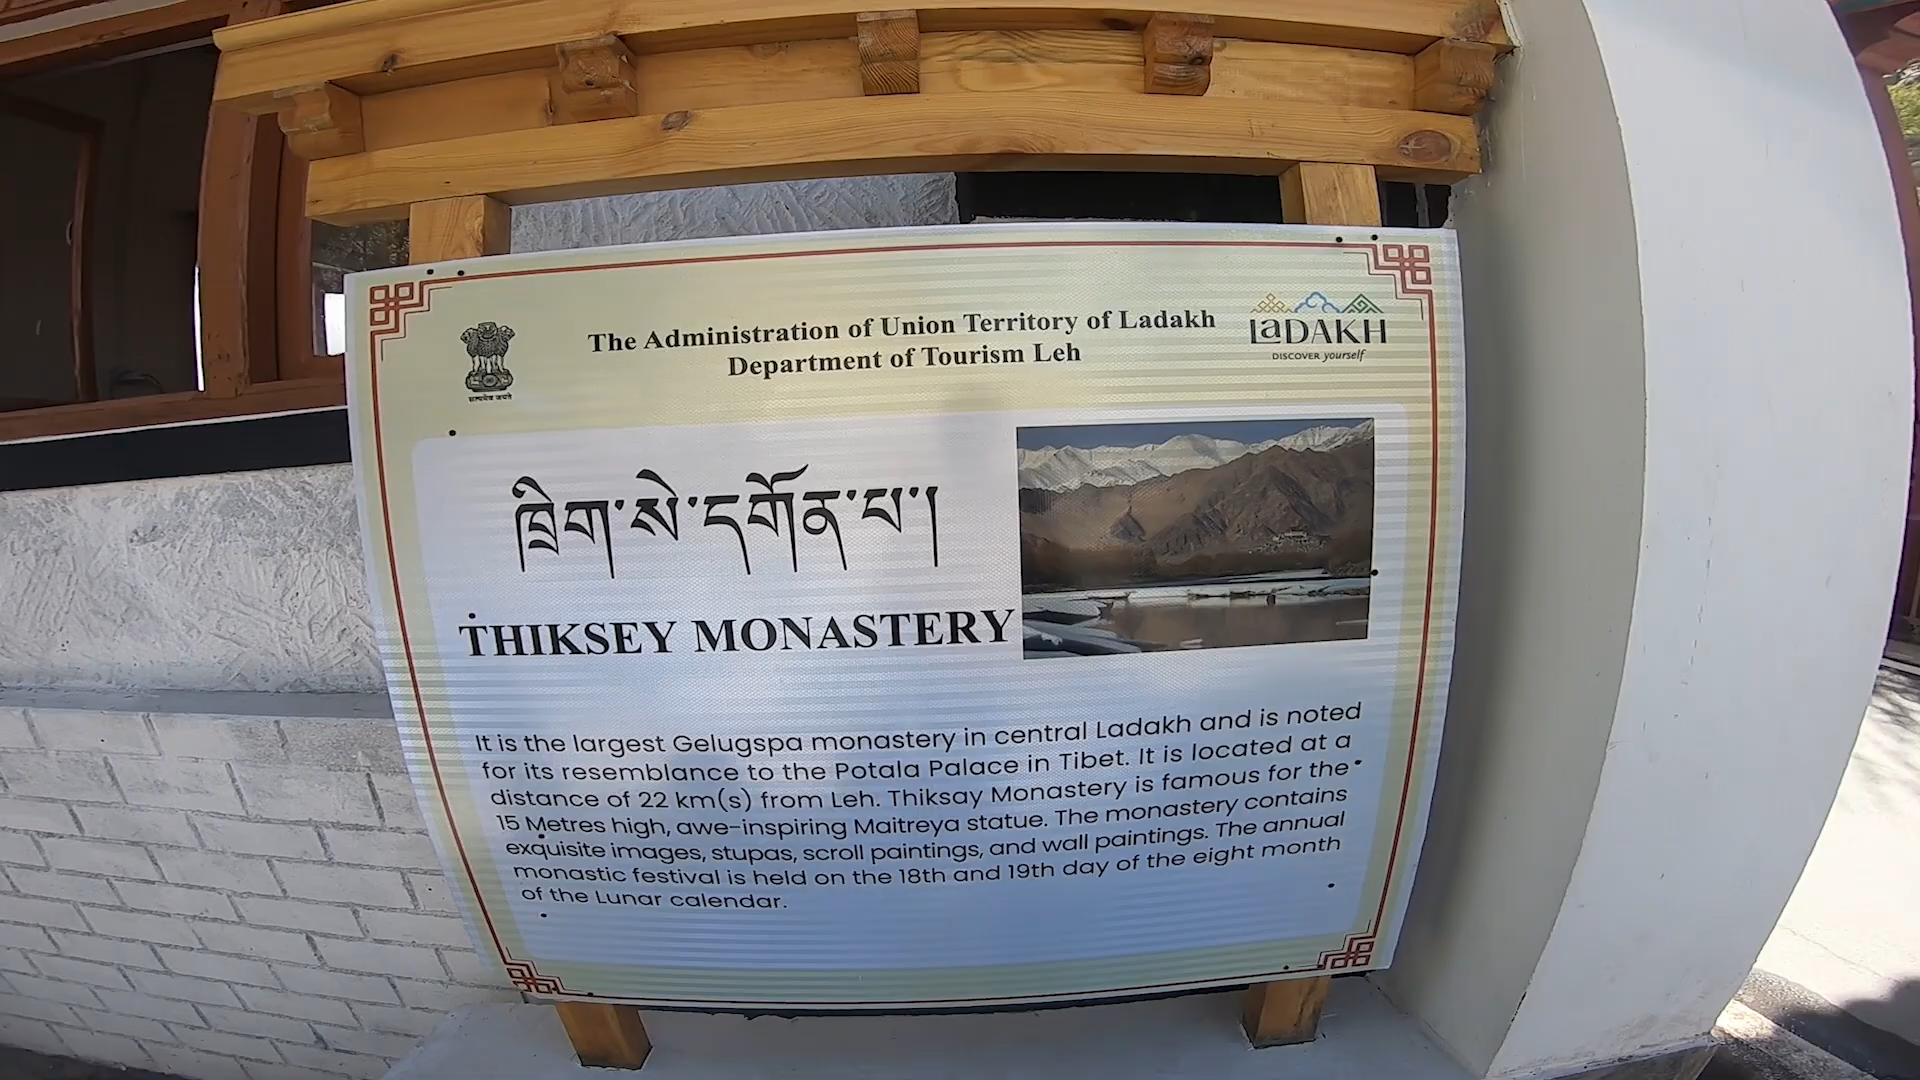 The Administration of Union Territory of Ladakh
Department of Tourism Leh
सत्यमेव जयते
LaDAKH
DISCOVER yourself
ཁྲིག་སེ་དགོན་པ།
THIKSEY MONASTERY
It is the largest Gelugspa monastery in central Ladakh and is noted
for its resemblance to the Potala Palace in Tibet. It is located at a
distance of 22 km(s) from Leh. Thiksay Monastery is famous for the
15 Metres high, awe-inspiring Maitreya statue. The monastery contains
exquisite images, stupas, scroll paintings, and wall paintings. The annual
monastic festival is held on the 18th and 19th day of the eight month
of the Lunar calendar.